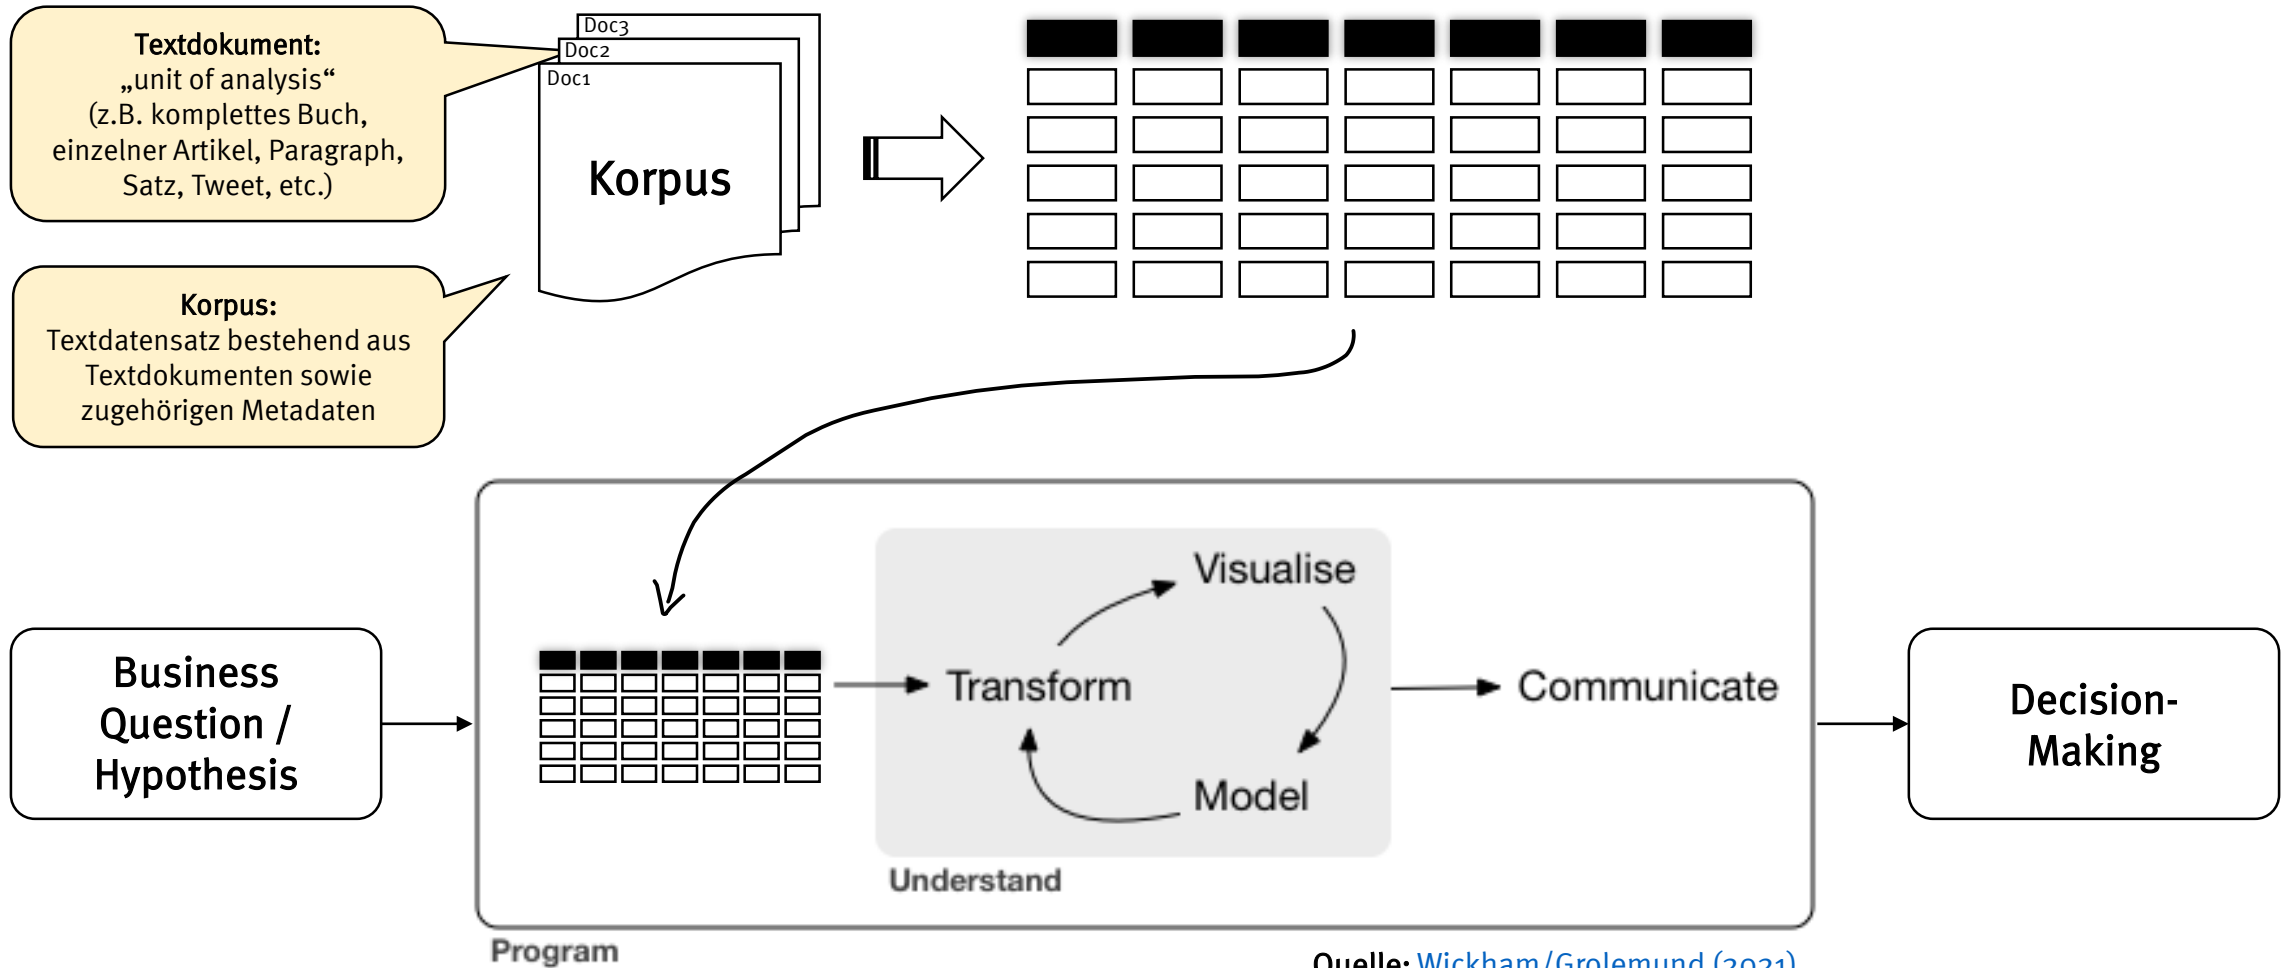 Textdokument:
„unit of analysis“
(z.B. komplettes Buch,
einzelner Artikel, Paragraph,
Satz, Tweet, etc.)
Doc3
Doc2
Doc1
Korpus
Korpus:
Textdatensatz bestehend aus
Textdokumenten sowie
zugehörigen Metadaten
Business
Question /
Hypothesis
Transform
Visualise
Model
Understand
Communicate
Program
Decision-
Making
Quelle: Wickham/Grolemund (2021)